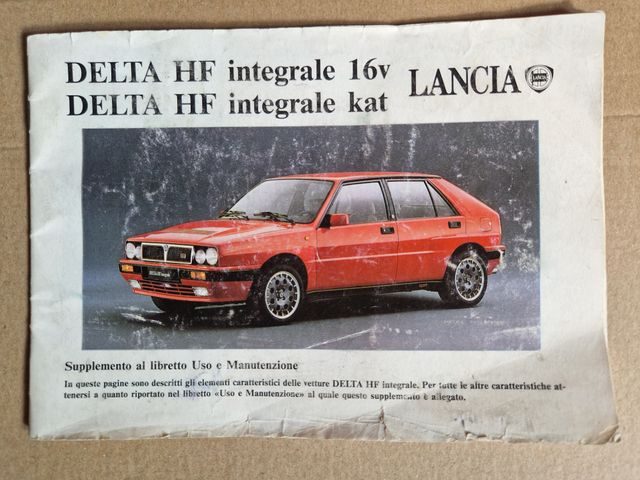 DELTA HF integrale 16v
DELTA HF integrale kat
LANCIA
LANCIA
Supplemento al libretto Uso e Manutenzione
In queste pagine sono descritti gli elementi caratteristici delle vetture DELTA HF integrale. Per tutte le altre caratteristiche at-
tenersi a quanto riportato nel libretto «Uso e Manutenzione» al quale questo supplemento è allegato.